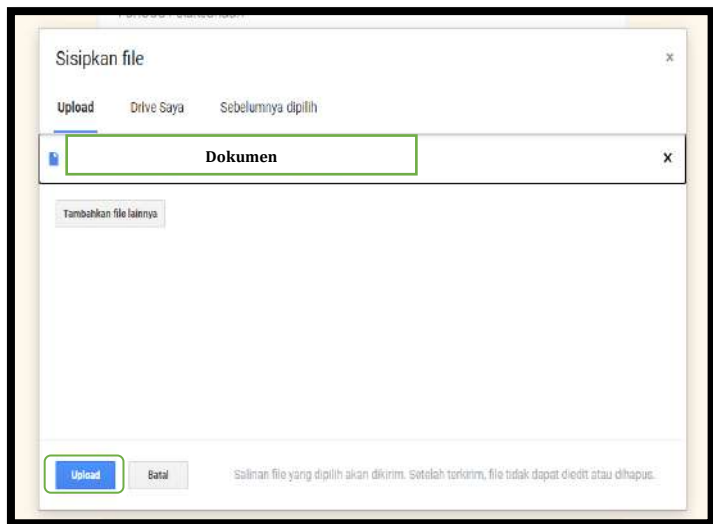 Sisipkan file
x
Upload Drive Saya Sebelumnya dipilih
Dokumen
x
Tambahkan file lainnya
Upload Batal Salinan file yang dipilih akan dikirim. Setelah terkirim, file tidak dapat diedit atau dihapus.